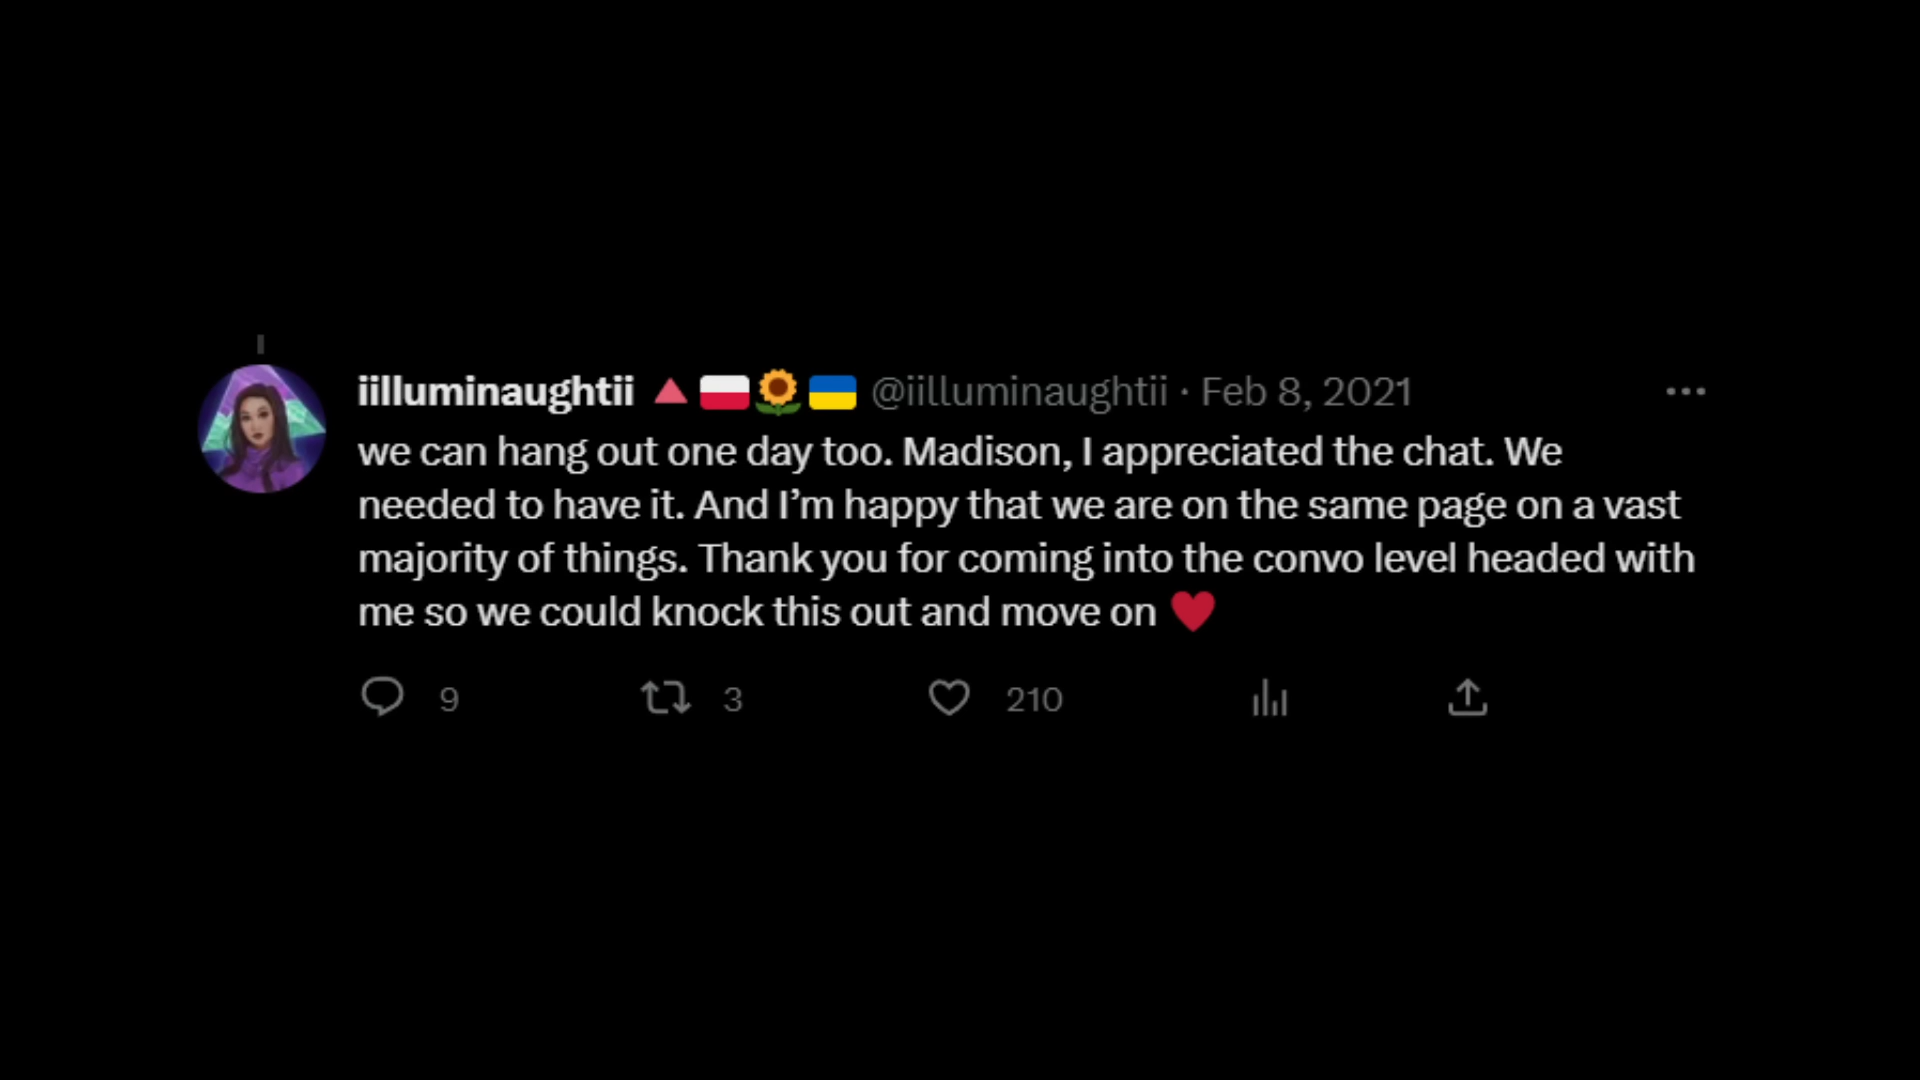 iilluminaughtii 🔺🇵🇱🌻🇺🇦 @iilluminaughtii · Feb 8, 2021
we can hang out one day too. Madison, I appreciated the chat. We
needed to have it. And I’m happy that we are on the same page on a vast
majority of things. Thank you for coming into the convo level headed with
me so we could knock this out and move on ♥
9 3 210